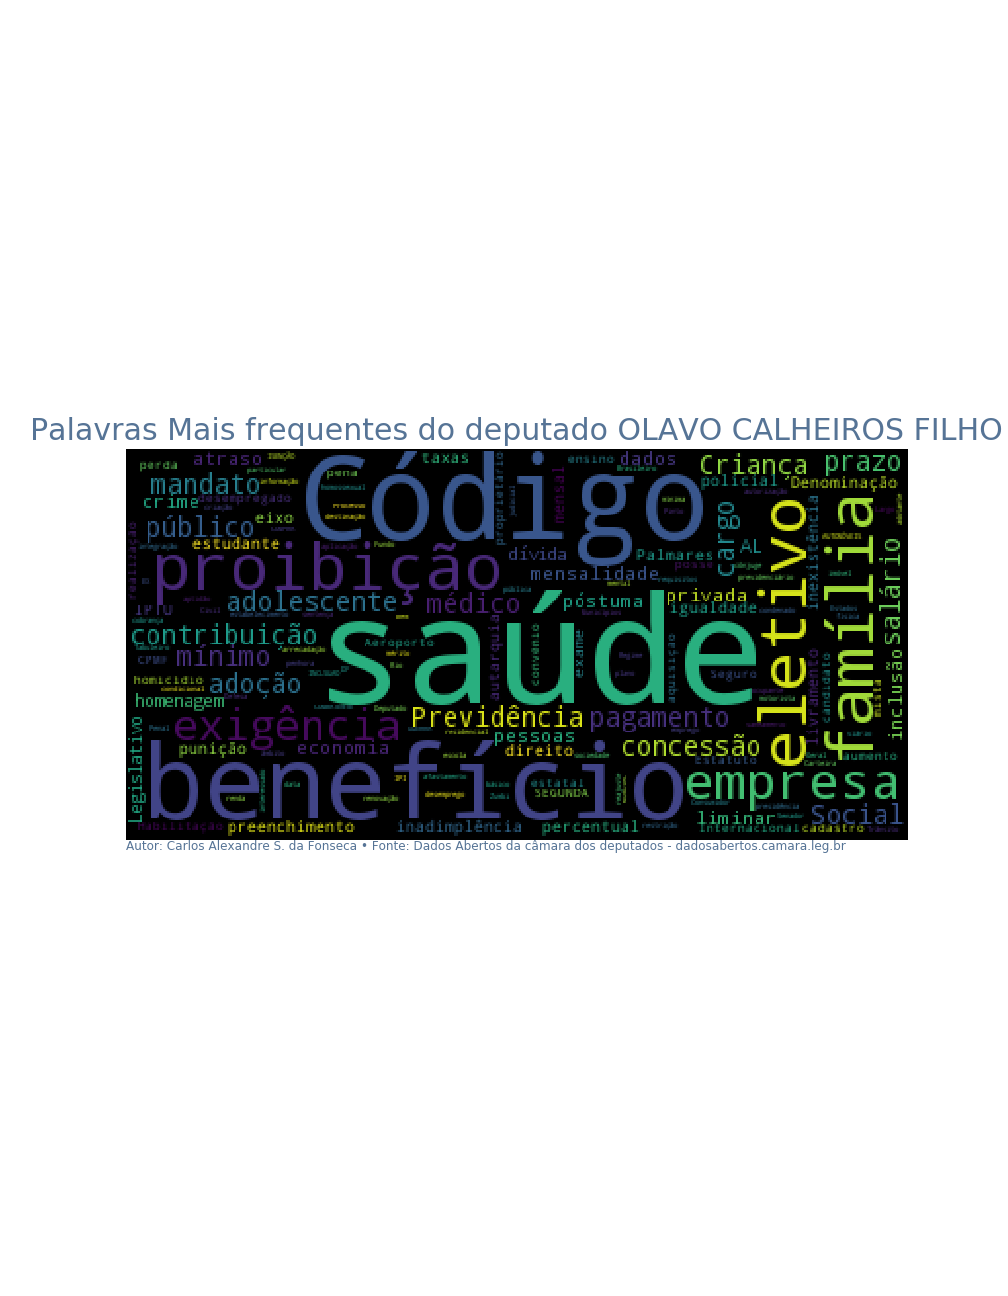 Palavras Mais frequentes do deputado OLAVO CALHEIROS FILHO
perda
atraso
taxas
ensino
dados
Criança
prazo
mandato
crime
desempregado
pena
Código
policial
Denominação
público
eixo
estudante
proprietário
mensal
cargo
AL
inexistência
realização
proibição
dívida
mensalidade
Palmares
posse
eletivo
família
salário
IPTU
adolescente
médico
póstuma
privada
igualdade
contribuição
Aeroporto
saúde
mínimo
adoção
autarquia
convênio
exame
aquisição
Seguro
livramento
candidato
mista
inclusão
CPMF
homicídio
condicional
homenagem
exigência
Previdência
pagamento
Legislativo
punição
economia
pessoas
direito
concessão
Estatuto
aumento
benefício
estatal
SEGUNDA
empresa
Habilitação
preenchimento
inadimplência
percentual
liminar
Social
Internacional
cadastro
Autor: Carlos Alexandre S. da Fonseca • Fonte: Dados Abertos da câmara dos deputados - dadosabertos.camara.leg.br